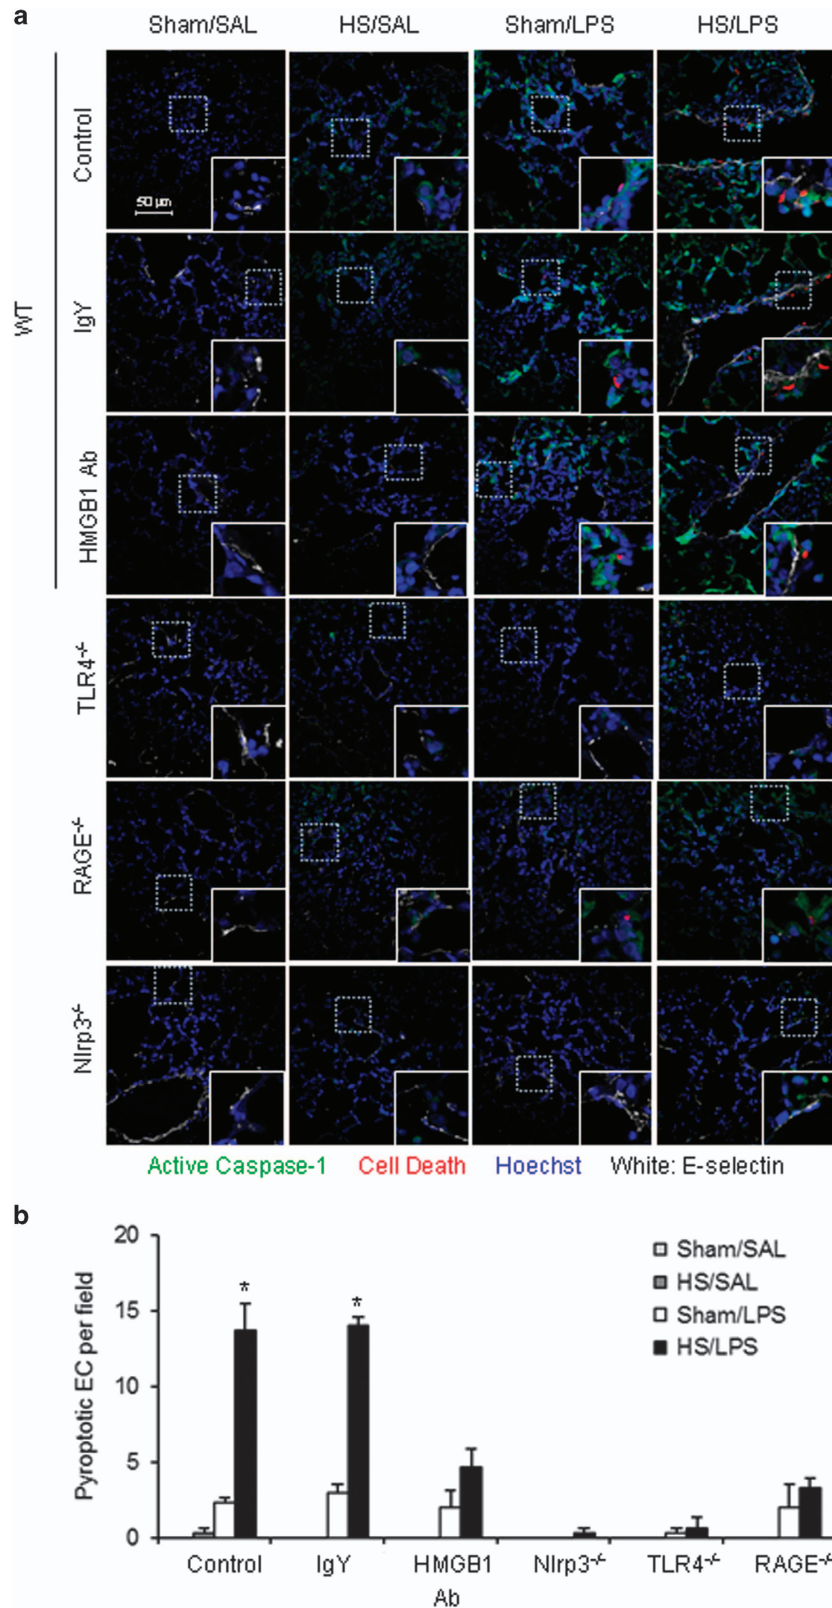 a
Sham/SAL HS/SAL Sham/LPS HS/LPS
WT
Control
50 µm
IgY
HMGB1 Ab
TLR4-/-
RAGE-/-
Nlrp3-/-
Active Caspase-1 Cell Death Hoechst White: E-selectin
b
Pyroptotic EC per field
20
15
10
5
0
* *
Sham/SAL
HS/SAL
Sham/LPS
HS/LPS
Control IgY HMGB1 Nlrp3-/- TLR4-/- RAGE-/-
Ab